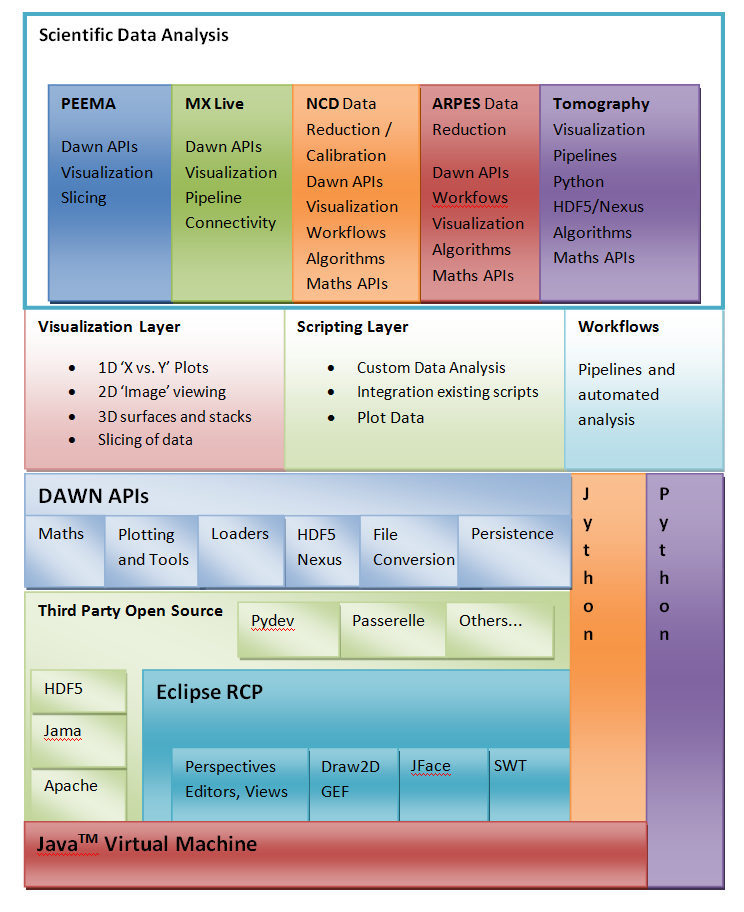 Scientific Data Analysis
PEEMA
Dawn APIs
Visualization
Slicing
MX Live
Dawn APIs
Visualization
Pipeline
Connectivity
NCD Data
Reduction /
Calibration
Dawn APIs
Visualization
Workflows
Algorithms
Maths APIs
ARPES Data
Reduction
Dawn APIs
Workfows
Visualization
Algorithms
Maths APIs
Tomography
Visualization
Pipelines
Python
HDF5/Nexus
Algorithms
Maths APIs
Visualization Layer
• 1D ‘X vs. Y’ Plots
• 2D ‘Image’ viewing
• 3D surfaces and stacks
• Slicing of data
Scripting Layer
• Custom Data Analysis
• Integration existing scripts
• Plot Data
Workflows
Pipelines and
automated
analysis
DAWN APIs
Maths
Plotting
and Tools
Loaders
HDF5
Nexus
File
Conversion
Persistence
Jython
Python
Third Party Open Source
Pydev
Passerelle
Others...
HDF5
Jama
Apache
Eclipse RCP
Perspectives
Editors, Views
Draw2D
GEF
JFace
SWT
Java™ Virtual Machine